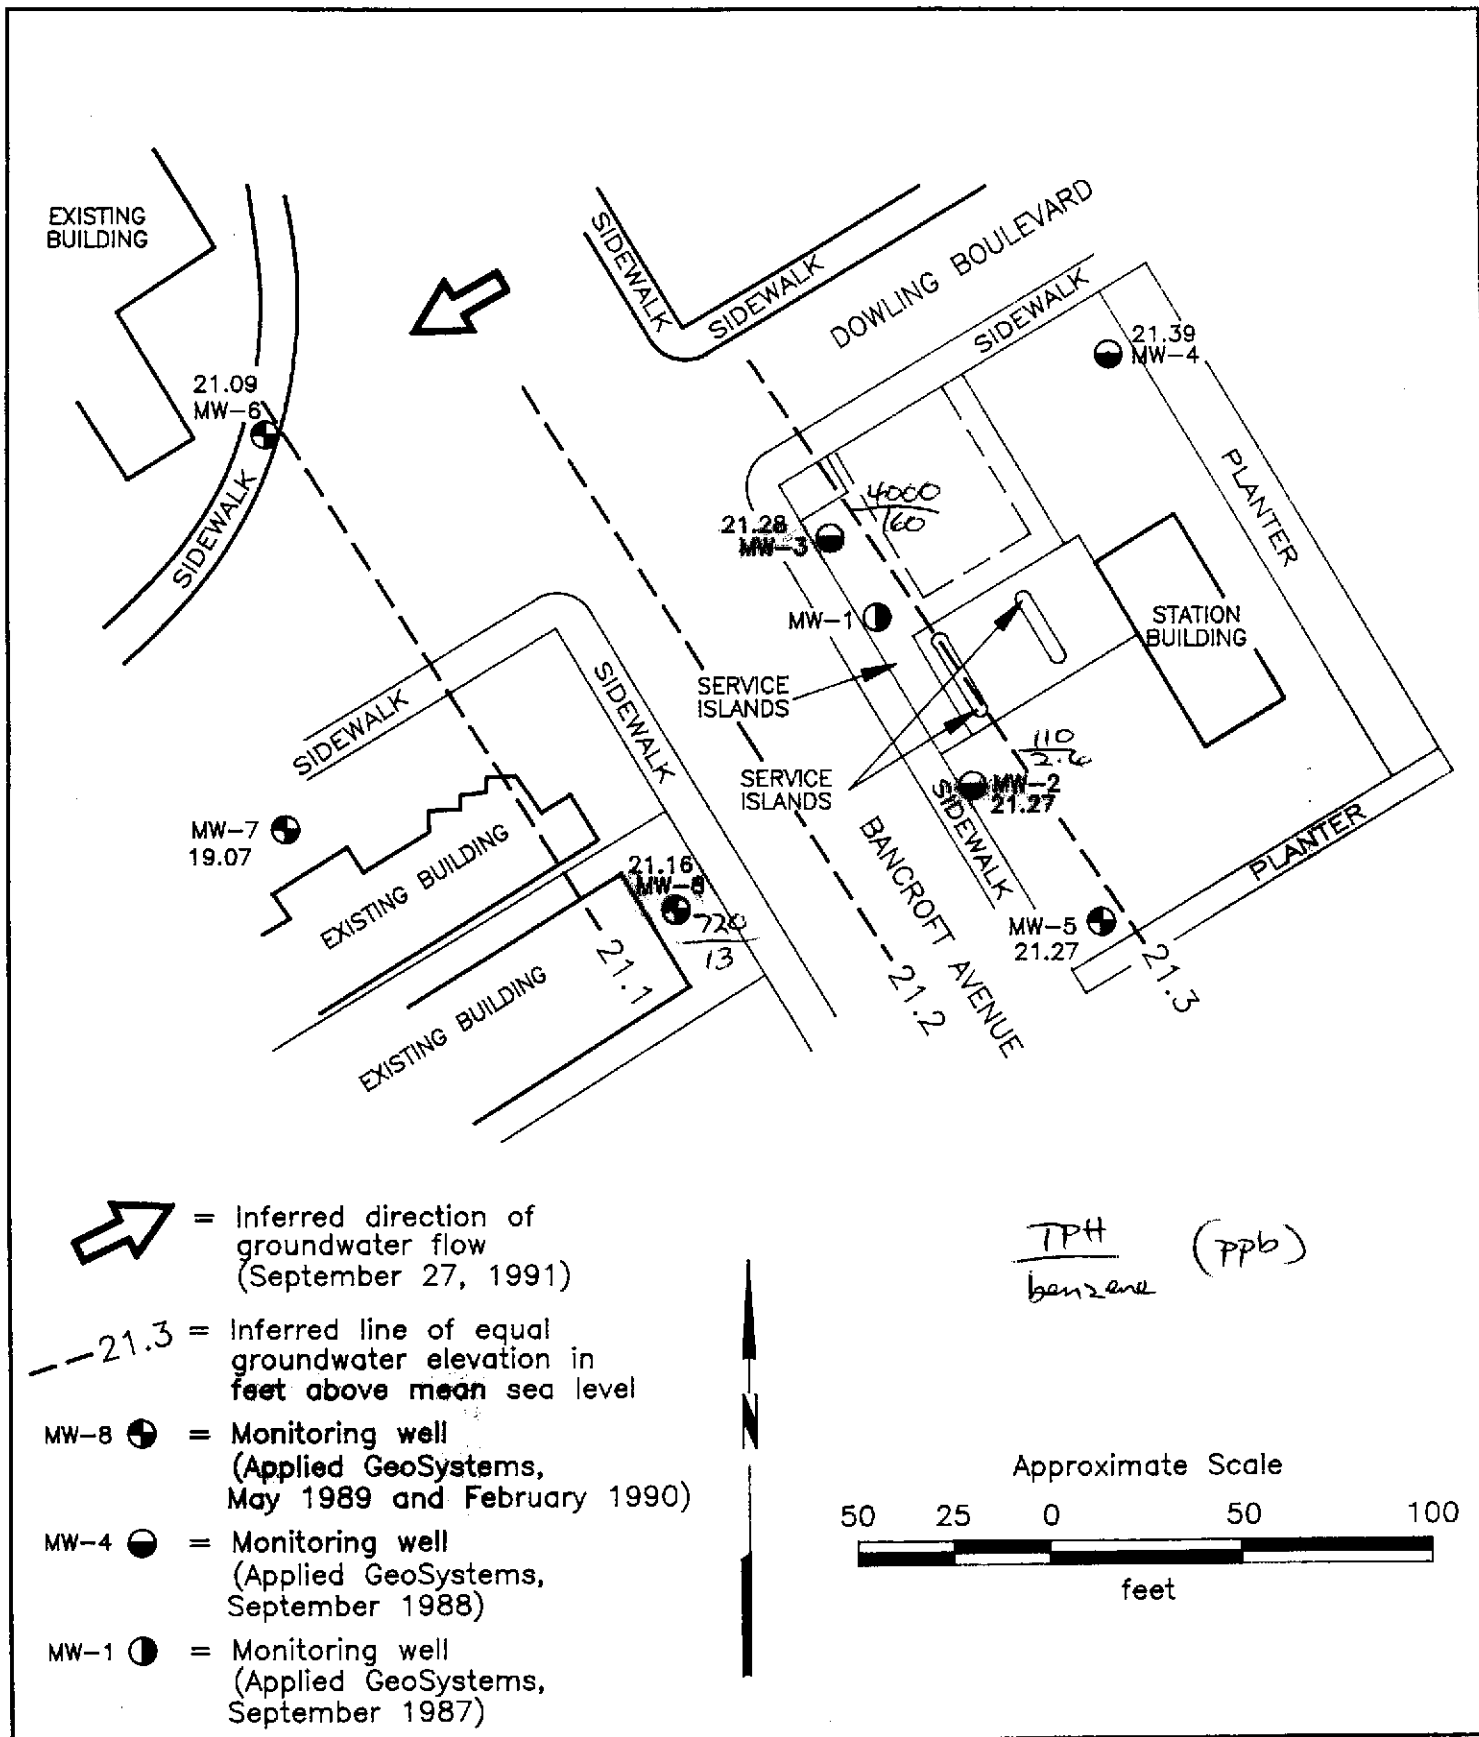 EXISTING
BUILDING
SIDEWALK
SIDEWALK
DOWLING BOULEVARD
SIDEWALK
21.39
MW-4
21.09
MW-6
SIDEWALK
PLANTER
4000
160
21.28
MW-3
MW-1
STATION
BUILDING
SERVICE
ISLANDS
SIDEWALK
SIDEWALK
110
SERVICE
ISLANDS
MW-2
21.27
SIDEWALK
MW-7
19.07
EXISTING BUILDING
BANCROFT AVENUE
PLANTER
21.16
MW-8
720
13
MW-5
21.27
21.1
21.2
21.3
EXISTING BUILDING
= Inferred direction of
groundwater flow
(September 27, 1991)
TPH
benzene
(ppb)
21.3 = Inferred line of equal
groundwater elevation in
feet above mean sea level
MW-8 = Monitoring well
(Applied GeoSystems,
May 1989 and February 1990)
N
Approximate Scale
50 25 0 50 100
feet
MW-4 = Monitoring well
(Applied GeoSystems,
September 1988)
MW-1 = Monitoring well
(Applied GeoSystems,
September 1987)